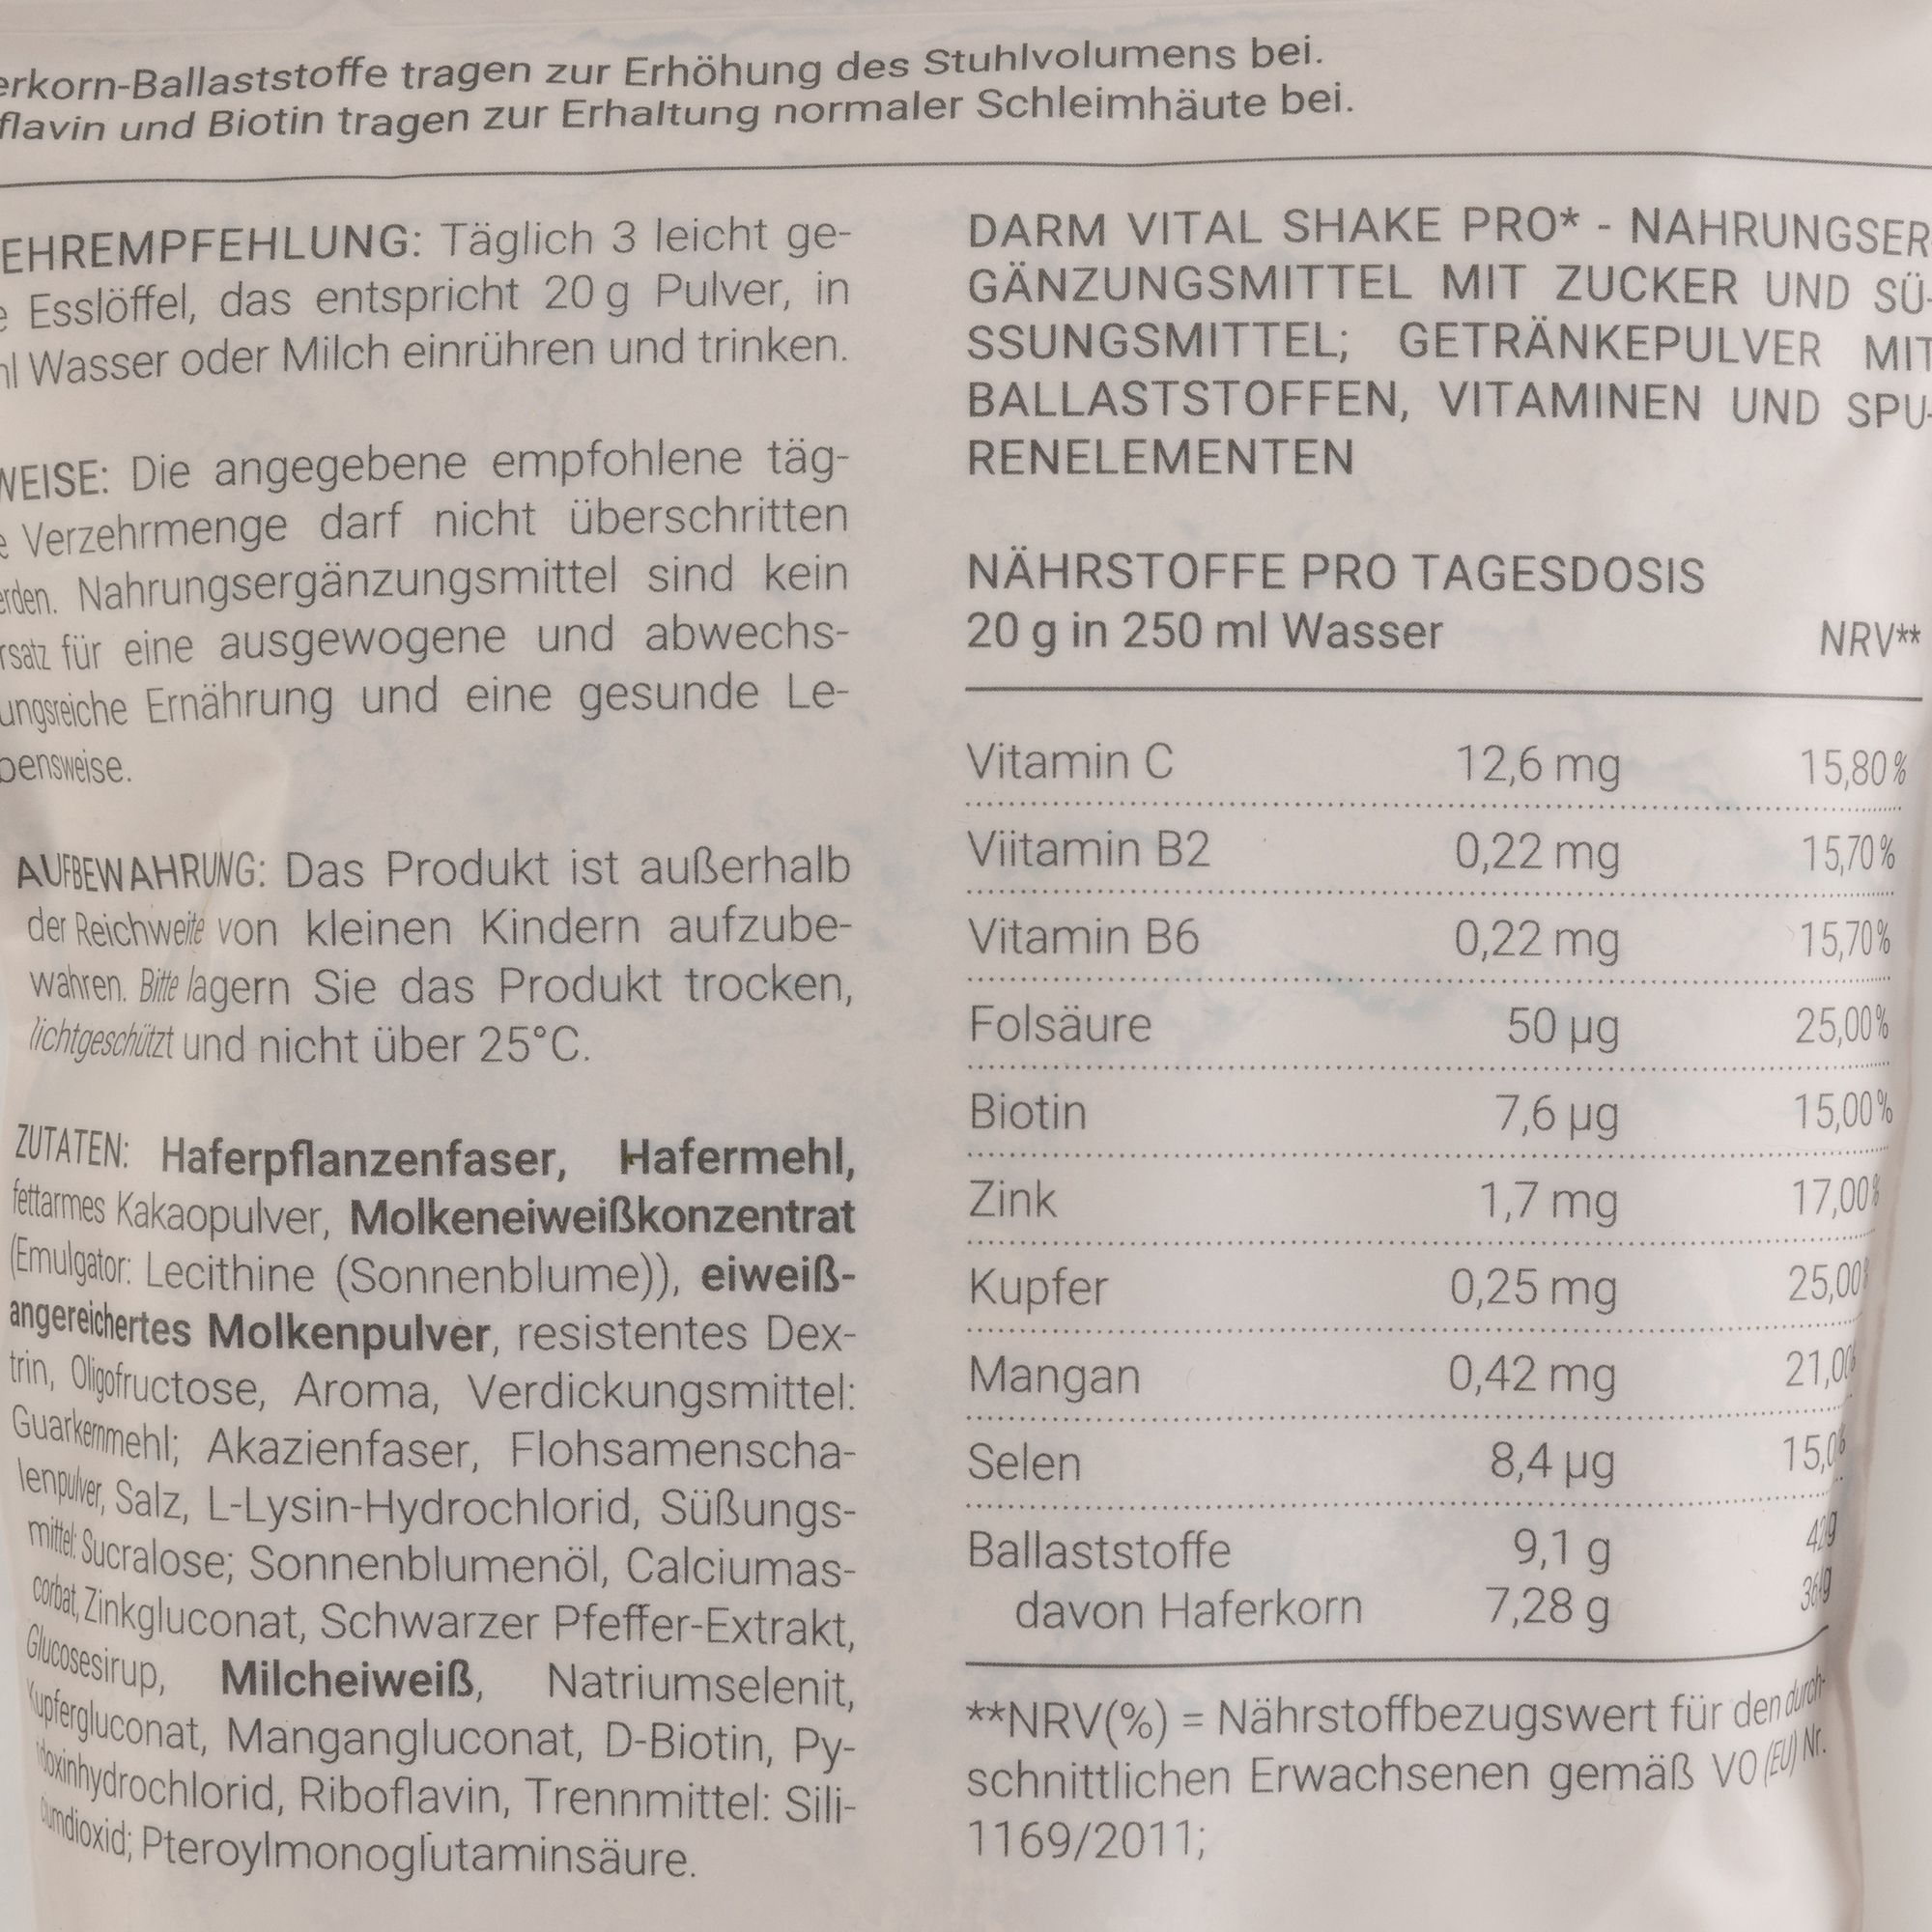 erkorn-Ballaststoffe tragen zur Erhöhung des Stuhlvolumens bei.
flavin und Biotin tragen zur Erhaltung normaler Schleimhäute bei.
EHREMPFEHLUNG: Täglich 3 leicht ge-
e Esslöffel, das entspricht 20 g Pulver, in
ml Wasser oder Milch einrühren und trinken.
WEISE: Die angegebene empfohlene täg-
e Verzehrmenge darf nicht überschritten
erden. Nahrungsergänzungsmittel sind kein
rsatz für eine ausgewogene und abwechs-
ungsreiche Ernährung und eine gesunde Le-
bensweise.
AUFBEWAHRUNG: Das Produkt ist außerhalb
der Reichweite von kleinen Kindern aufzube-
wahren. Bitte lagern Sie das Produkt trocken,
lichtgeschützt und nicht über 25°C.
ZUTATEN: Haferpflanzenfaser, Hafermehl,
fettarmes Kakaopulver, Molkeneiweißkonzentrat
(Emulgator: Lecithine (Sonnenblume)), eiweiß-
angereichertes Molkenpulver, resistentes Dex-
trin, Oligofructose, Aroma, Verdickungsmittel:
Guarkernmehl; Akazienfaser, Flohsamenscha-
lenpulver, Salz, L-Lysin-Hydrochlorid, Süßungs-
mittel: Sucralose; Sonnenblumenöl, Calciumas-
corbat, Zinkgluconat, Schwarzer Pfeffer-Extrakt,
Glucosesirup, Milcheiweiß, Natriumselenit,
Kupfergluconat, Mangangluconat, D-Biotin, Py-
doxinhydrochlorid, Riboflavin, Trennmittel: Sili-
ciumdioxid; Pteroylmonoglutaminsäure.
DARM VITAL SHAKE PRO* - NAHRUNGSER-
GÄNZUNGSMITTEL MIT ZUCKER UND SÜ-
SSUNGSMITTEL; GETRÄNKEPULVER MIT
BALLASTSTOFFEN, VITAMINEN UND SPU-
RENELEMENTEN
NÄHRSTOFFE PRO TAGESDOSIS
20 g in 250 ml Wasser NRV**
Vitamin C 12,6 mg 15,80%
Viitamin B2 0,22 mg 15,70%
Vitamin B6 0,22 mg 15,70%
Folsäure 50 µg 25,00%
Biotin 7,6 µg 15,00%
Zink 1,7 mg 17,00%
Kupfer 0,25 mg 25,00%
Mangan 0,42 mg 21,0
Selen 8,4 µg 15,0
Ballaststoffe 9,1 g
davon Haferkorn 7,28 g
**NRV(%) = Nährstoffbezugswert für den durch-
schnittlichen Erwachsenen gemäß VO (EU) Nr.
1169/2011;